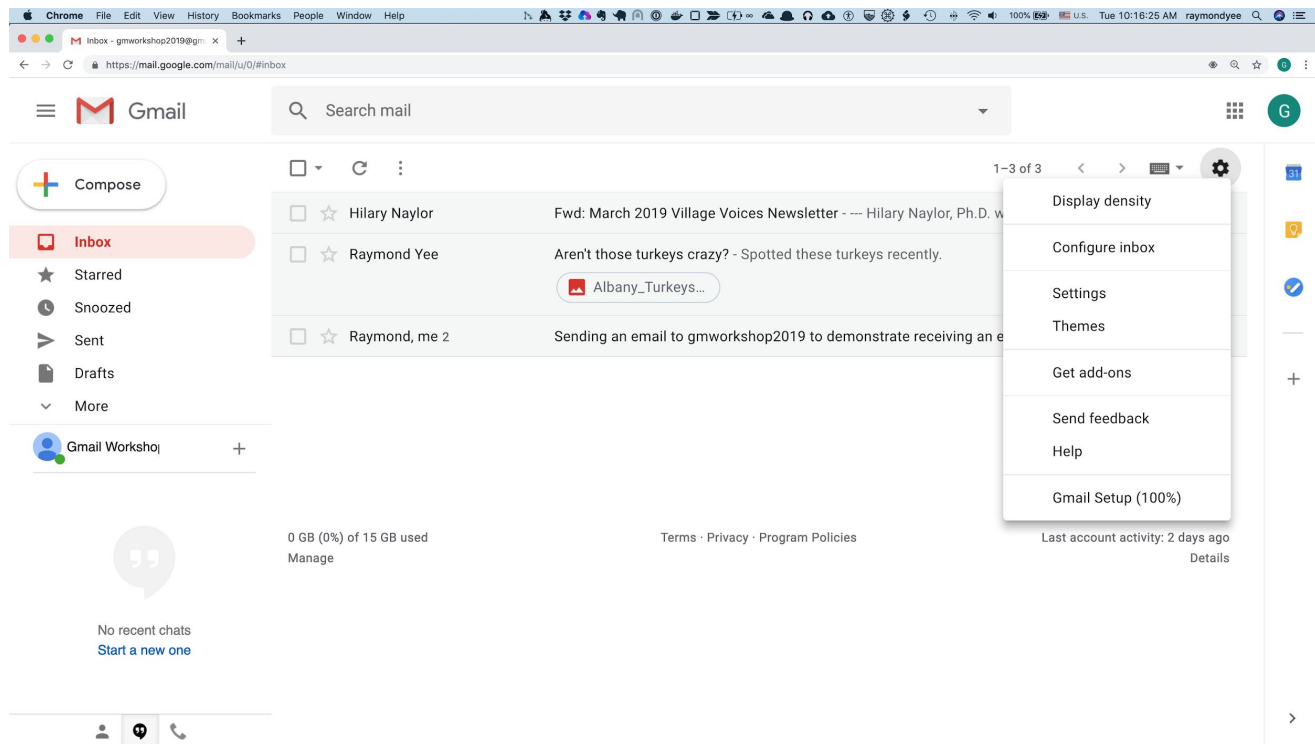 Chrome File Edit View History Bookmarks People Window Help 100% U.S. Tue 10:16:25 AM raymondyee
Inbox - gmworkshop2019@gm
https://mail.google.com/mail/u/0/#inbox
G
Gmail
Search mail
G
Compose
1–3 of 3
31
Inbox
Starred
Snoozed
Sent
Drafts
More
Gmail Workshop
No recent chats
Start a new one
Hilary Naylor Fwd: March 2019 Village Voices Newsletter - --- Hilary Naylor, Ph.D. w
Raymond Yee Aren't those turkeys crazy? - Spotted these turkeys recently.
Albany_Turkeys...
Raymond, me 2 Sending an email to gmworkshop2019 to demonstrate receiving an e
Display density
Configure inbox
Settings
Themes
Get add-ons
Send feedback
Help
Gmail Setup (100%)
0 GB (0%) of 15 GB used
Manage
Terms · Privacy · Program Policies
Last account activity: 2 days ago
Details